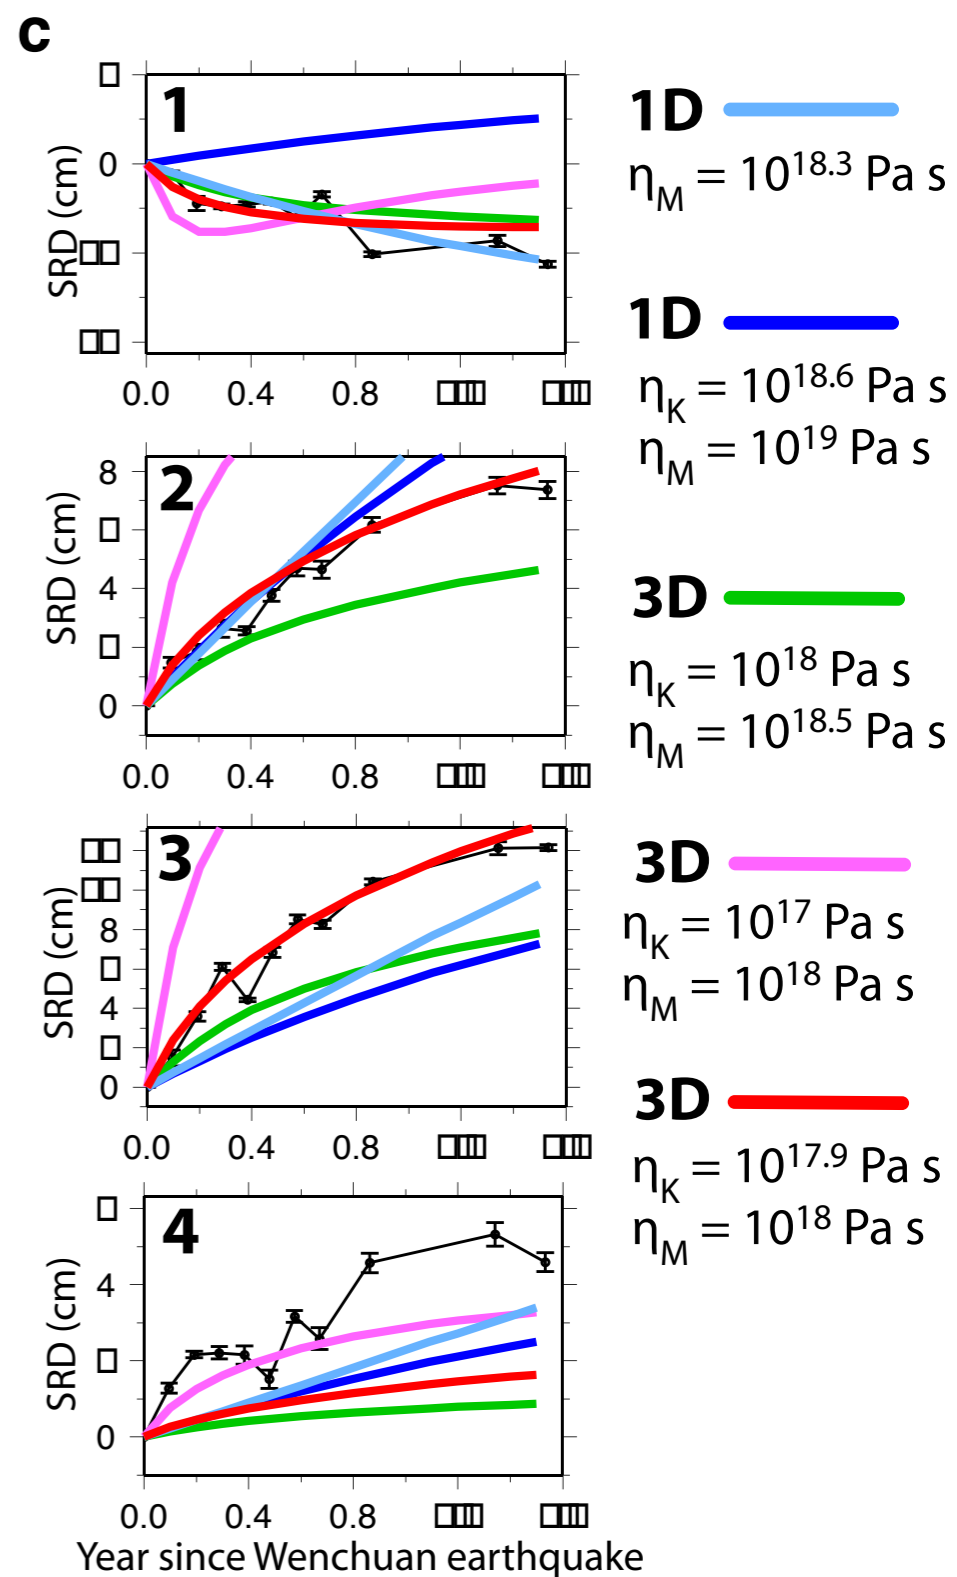 c
1
SRD (cm)
0
0.0 0.4 0.8
2
SRD (cm)
8
4
0
0.0 0.4 0.8
3
SRD (cm)
8
4
0
0.0 0.4 0.8
4
SRD (cm)
4
0
0.0 0.4 0.8
Year since Wenchuan earthquake
1D
ηM = 10^18.3 Pa s
1D
ηK = 10^18.6 Pa s
ηM = 10^19 Pa s
3D
ηK = 10^18 Pa s
ηM = 10^18.5 Pa s
3D
ηK = 10^17 Pa s
ηM = 10^18 Pa s
3D
ηK = 10^17.9 Pa s
ηM = 10^18 Pa s